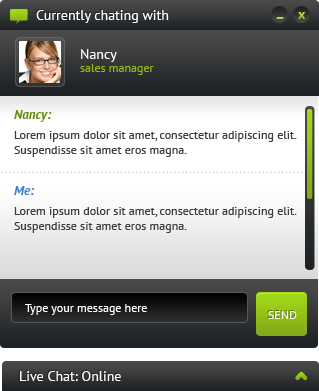 Currently chatting with
Nancy
sales manager
Nancy:
Lorem ipsum dolor sit amet, consectetur adipiscing elit.
Suspendisse sit amet eros magna.
Me:
Lorem ipsum dolor sit amet, consectetur adipiscing elit.
Suspendisse sit amet eros magna.
Type your message here
SEND
Live Chat: Online